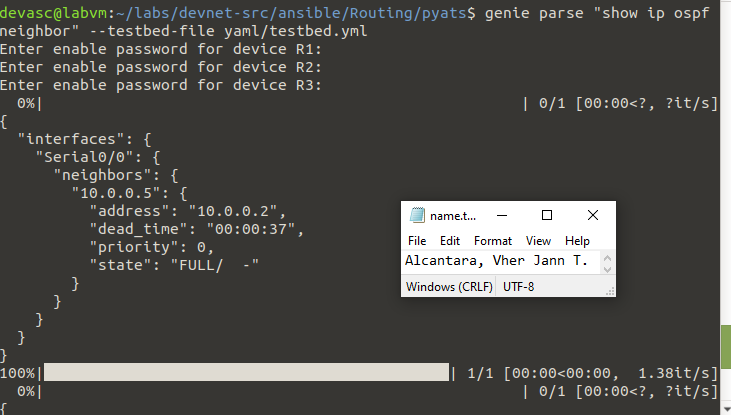 devasc@labvm:~/labs/devnet-src/ansible/Routing/pyats$ genie parse "show ip ospf
neighbor" --testbed-file yaml/testbed.yml
Enter enable password for device R1:
Enter enable password for device R2:
Enter enable password for device R3:
  0%|                                                     | 0/1 [00:00<?, ?it/s]
{
  "interfaces": {
    "Serial0/0": {
      "neighbors": {
        "10.0.0.5": {
          "address": "10.0.0.2",
          "dead_time": "00:00:37",
          "priority": 0,
          "state": "FULL/  -"
        }
      }
    }
  }
}
name.t...
File Edit Format View Help
Alcantara, Vher Jann T.
Windows (CRLF) UTF-8
100%|                                             | 1/1 [00:00<00:00,  1.38it/s]
  0%|                                                     | 0/1 [00:00<?, ?it/s]
{